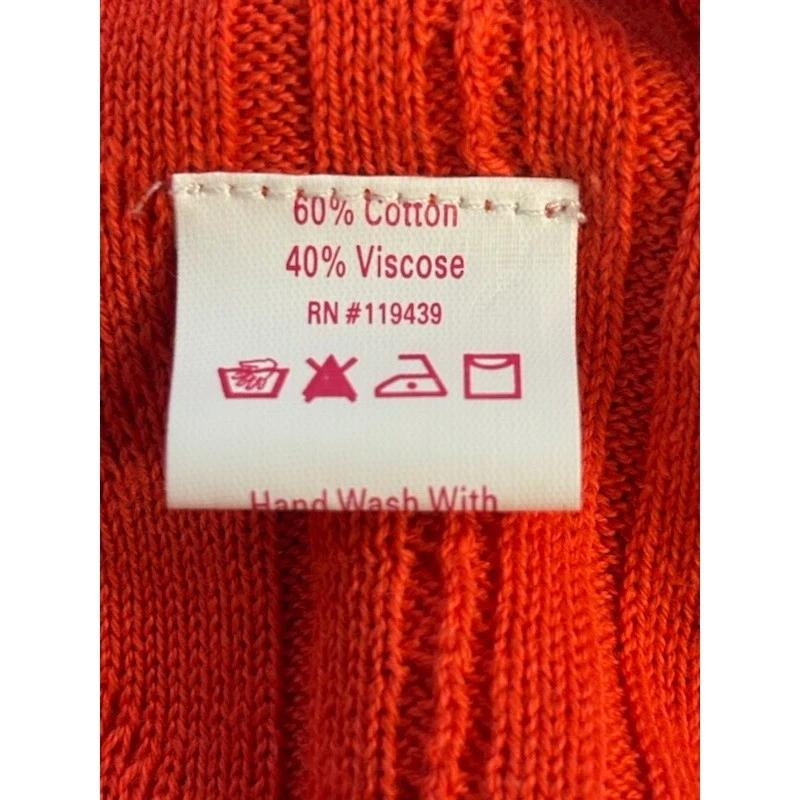 60% Cotton
40% Viscose
RN #119439
Hand Wash With